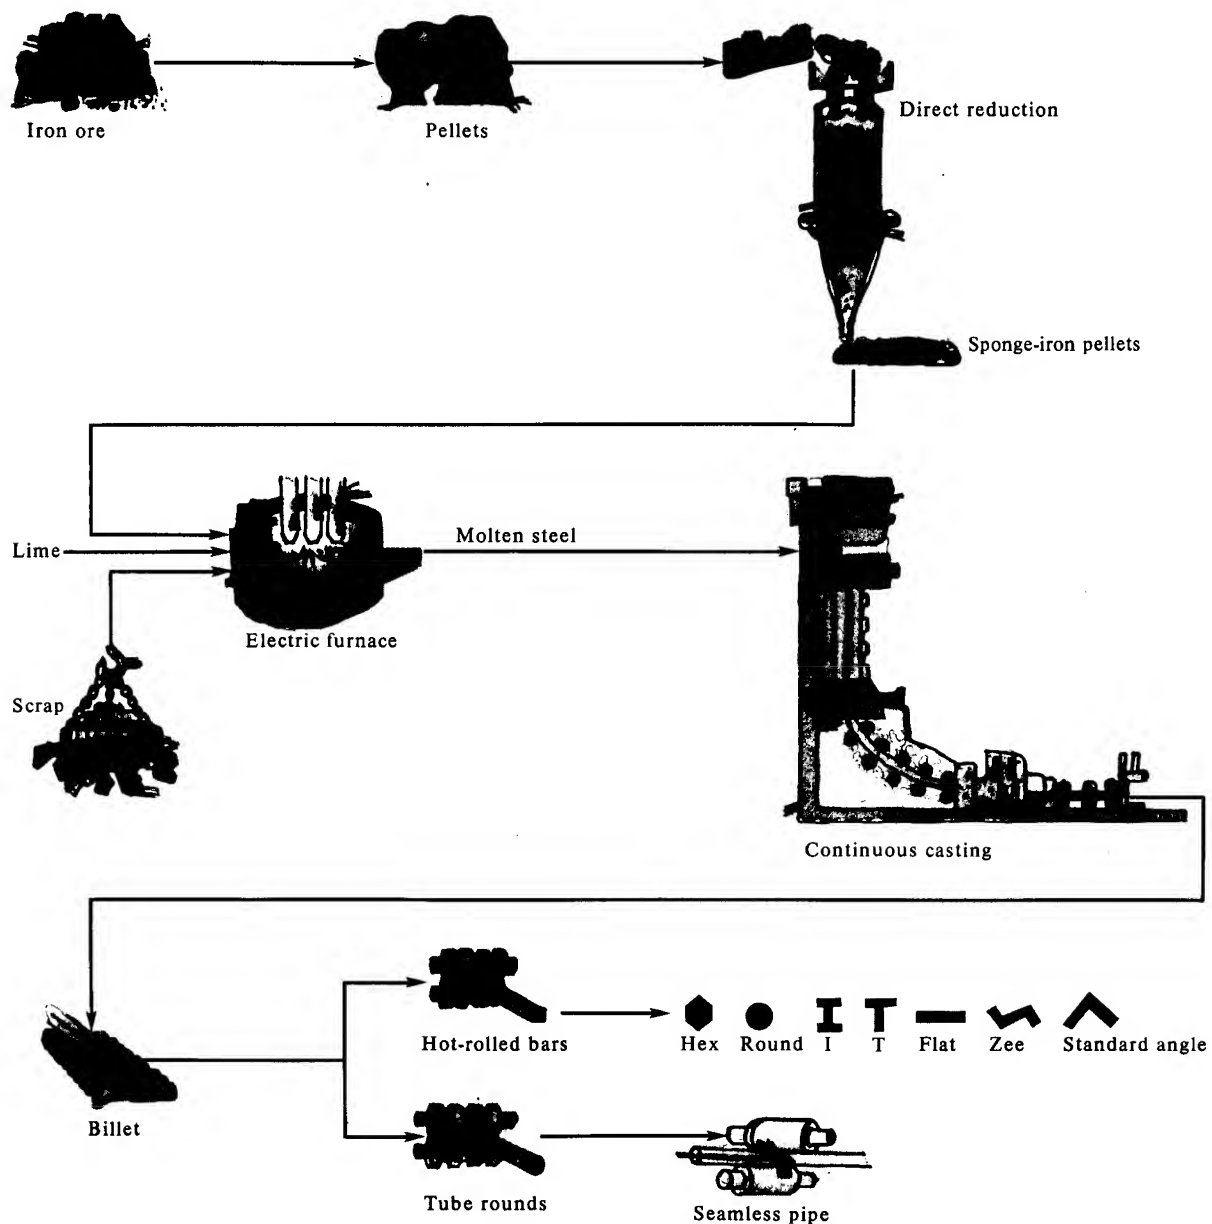 Iron ore
Pellets
Direct reduction
Sponge-iron pellets
Lime
Molten steel
Electric furnace
Scrap
Continuous casting
Hot-rolled bars
Hex
Round
I
T
Flat
Zee
Standard angle
Billet
Tube rounds
Seamless pipe